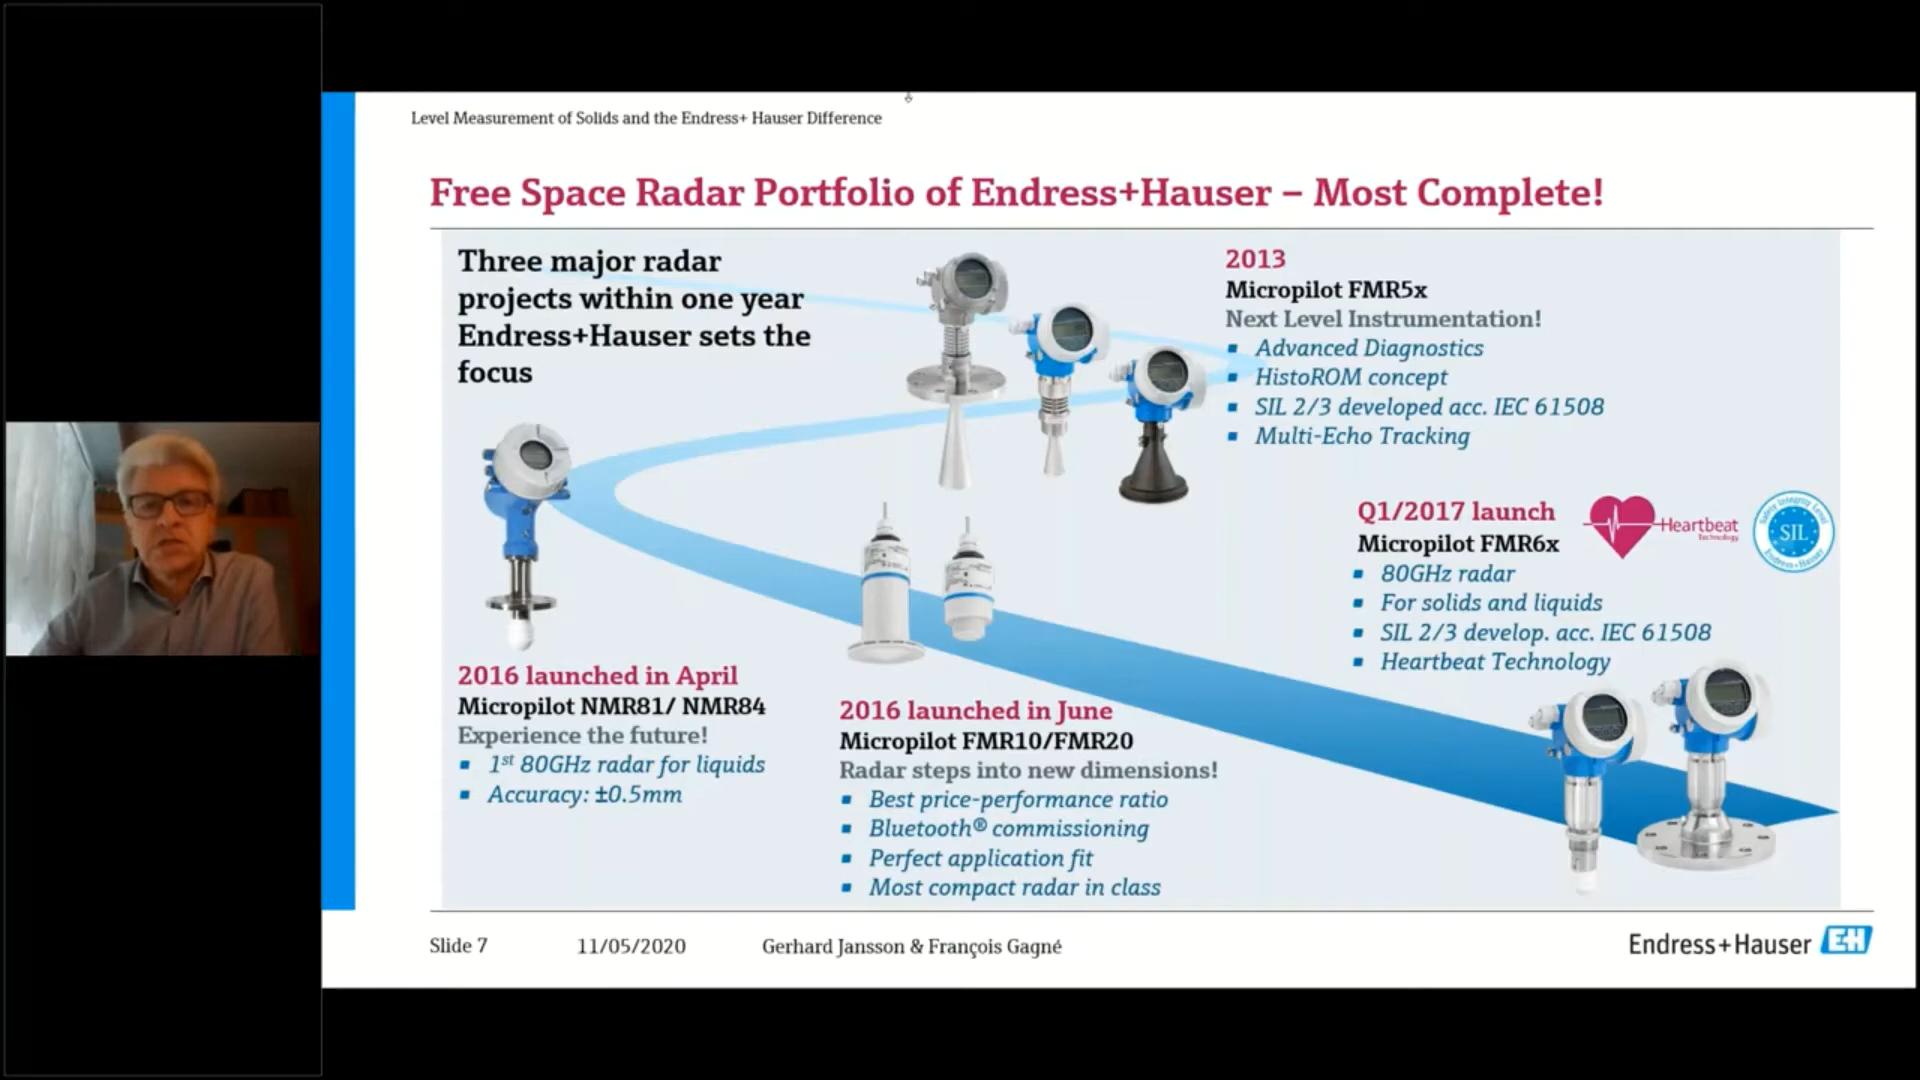 Level Measurement of Solids and the Endress+ Hauser Difference
Free Space Radar Portfolio of Endress+Hauser – Most Complete!
Three major radar
projects within one year
Endress+Hauser sets the
focus
2013
Micropilot FMR5x
Next Level Instrumentation!
▪ Advanced Diagnostics
▪ HistoROM concept
▪ SIL 2/3 developed acc. IEC 61508
▪ Multi-Echo Tracking
Q1/2017 launch
Micropilot FMR6x
▪ 80GHz radar
▪ For solids and liquids
▪ SIL 2/3 develop. acc. IEC 61508
▪ Heartbeat Technology
Heartbeat
Technology
Safety Integrity Level
SIL
Endress+Hauser
2016 launched in April
Micropilot NMR81/ NMR84
Experience the future!
▪ 1st 80GHz radar for liquids
▪ Accuracy: ±0.5mm
2016 launched in June
Micropilot FMR10/FMR20
Radar steps into new dimensions!
▪ Best price-performance ratio
▪ Bluetooth® commissioning
▪ Perfect application fit
▪ Most compact radar in class
Slide 7 11/05/2020 Gerhard Jansson & François Gagné
Endress+Hauser EH